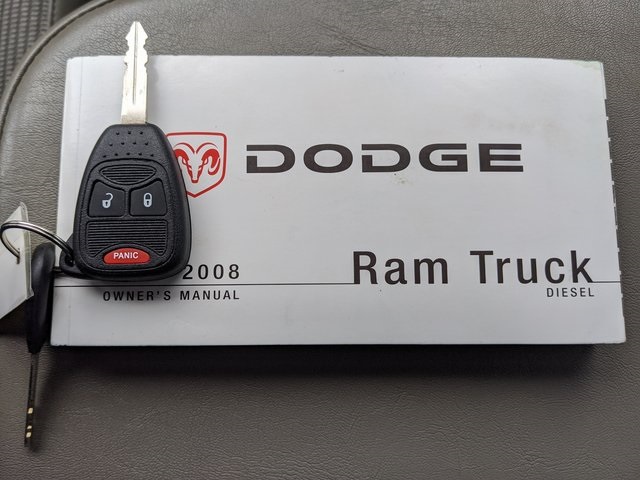 DODGE
PANIC
2008
OWNER'S MANUAL
Ram Truck
DIESEL